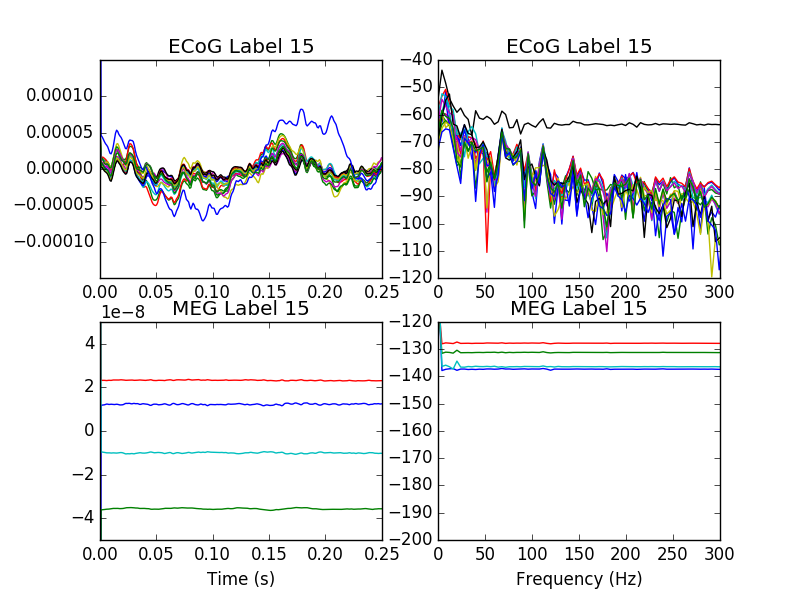 ECoG Label 15
0.00010
0.00005
0.00000
−0.00005
−0.00010
0.00 0.05 0.10 0.15 0.20 0.25
ECoG Label 15
−40
−50
−60
−70
−80
−90
−100
−110
−120
0 50 100 150 200 250 300
MEG Label 15
1e−8
4
2
0
−2
−4
0.00 0.05 0.10 0.15 0.20 0.25
Time (s)
MEG Label 15
−120
−130
−140
−150
−160
−170
−180
−190
−200
0 50 100 150 200 250 300
Frequency (Hz)